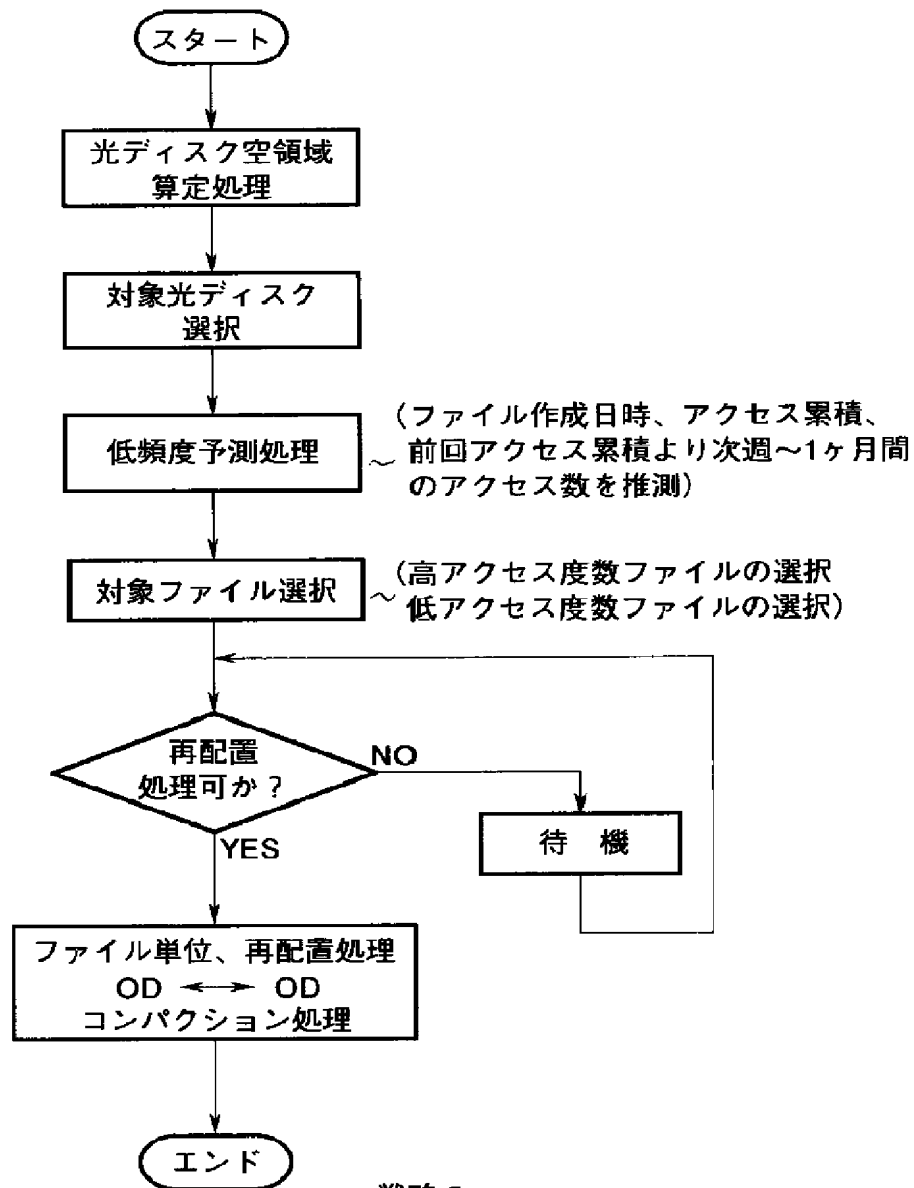 スタート
光ディスク空領域
算定処理
対象光ディスク
選択
低頻度予測処理
～
(ファイル作成日時、アクセス累積、
前回アクセス累積より次週～1ヶ月間
のアクセス数を推測)
対象ファイル選択
～
(高アクセス度数ファイルの選択
低アクセス度数ファイルの選択)
再配置
処理可か？
NO
YES
待　機
ファイル単位、再配置処理
OD ←→ OD
コンパクション処理
エンド